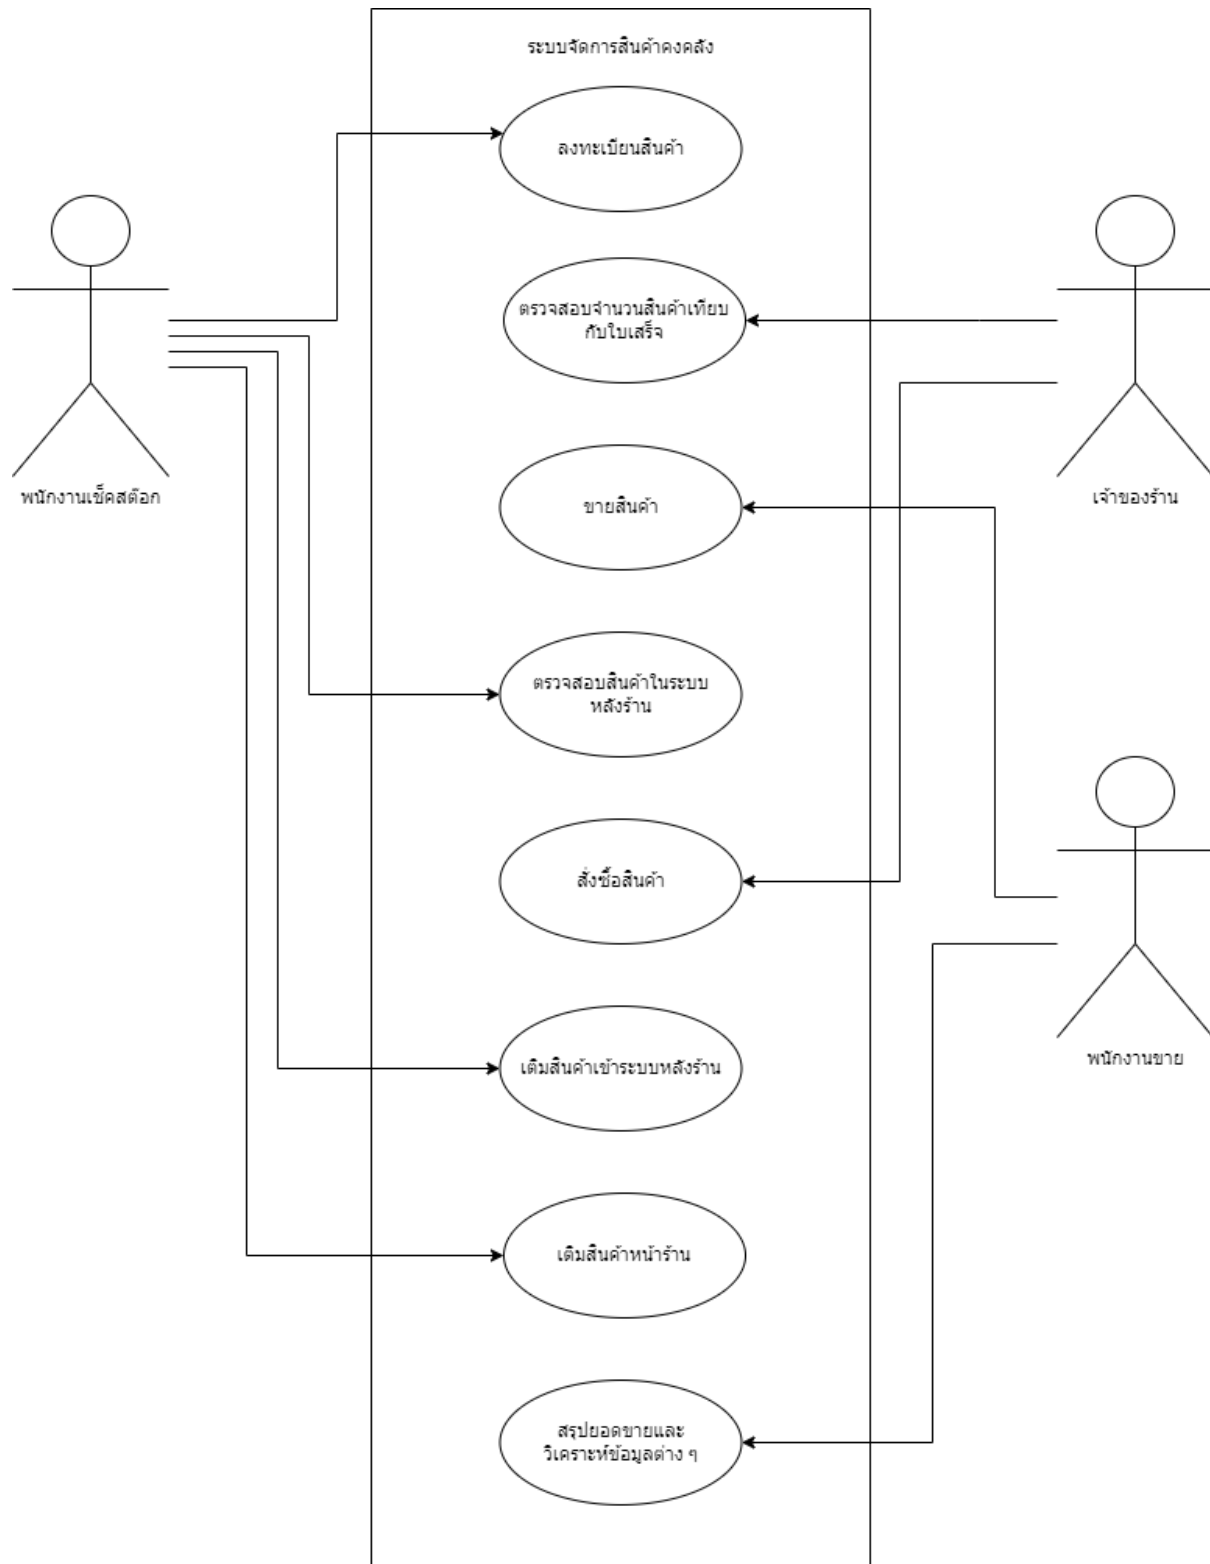 ระบบจัดการสินค้าคงคลัง
ลงทะเบียนสินค้า
ตรวจสอบจำนวนสินค้าเทียบ
กับใบเสร็จ
พนักงานเช็คสต๊อก
เจ้าของร้าน
ขายสินค้า
ตรวจสอบสินค้าในระบบ
หลังร้าน
สั่งซื้อสินค้า
เติมสินค้าเข้าระบบหลังร้าน
พนักงานขาย
เติมสินค้าหน้าร้าน
สรุปยอดขายและ
วิเคราะห์ข้อมูลต่าง ๆ